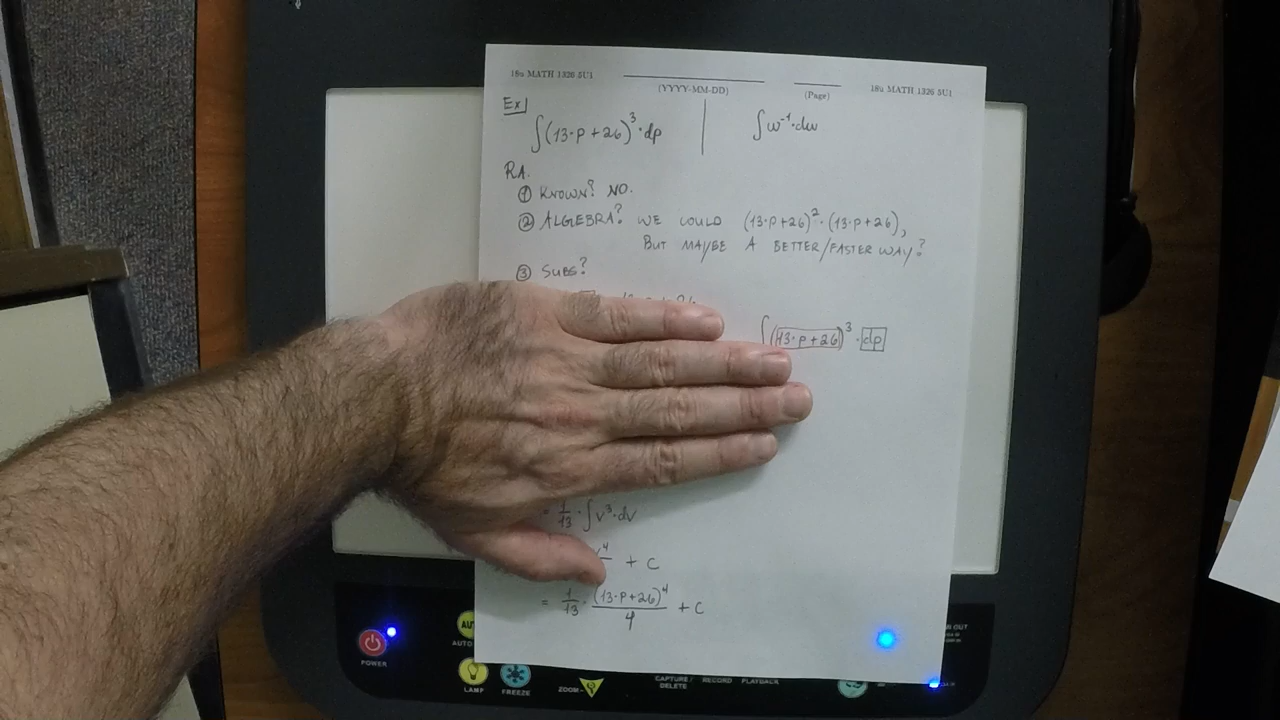 18u MATH 1326 5U1 (YYYY-MM-DD) (Page) 18u MATH 1326 5U1
Ex
∫(13·p+26)³·dp | ∫w⁻¹·dw
RA.
① KNOWN? NO.
② ALGEBRA? WE COULD (13·p+26)²·(13·p+26),
BUT MAYBE A BETTER/FASTER WAY?
③ SUBS?
∫(13·p+26)³·dp
= 1/13·∫v³·dv
⁴ + C
= 1/13·(13·p+26)⁴/4 + C
POWER
LAMP
FREEZE
ZOOM
CAPTURE/
DELETE
RECORD
PLAYBACK